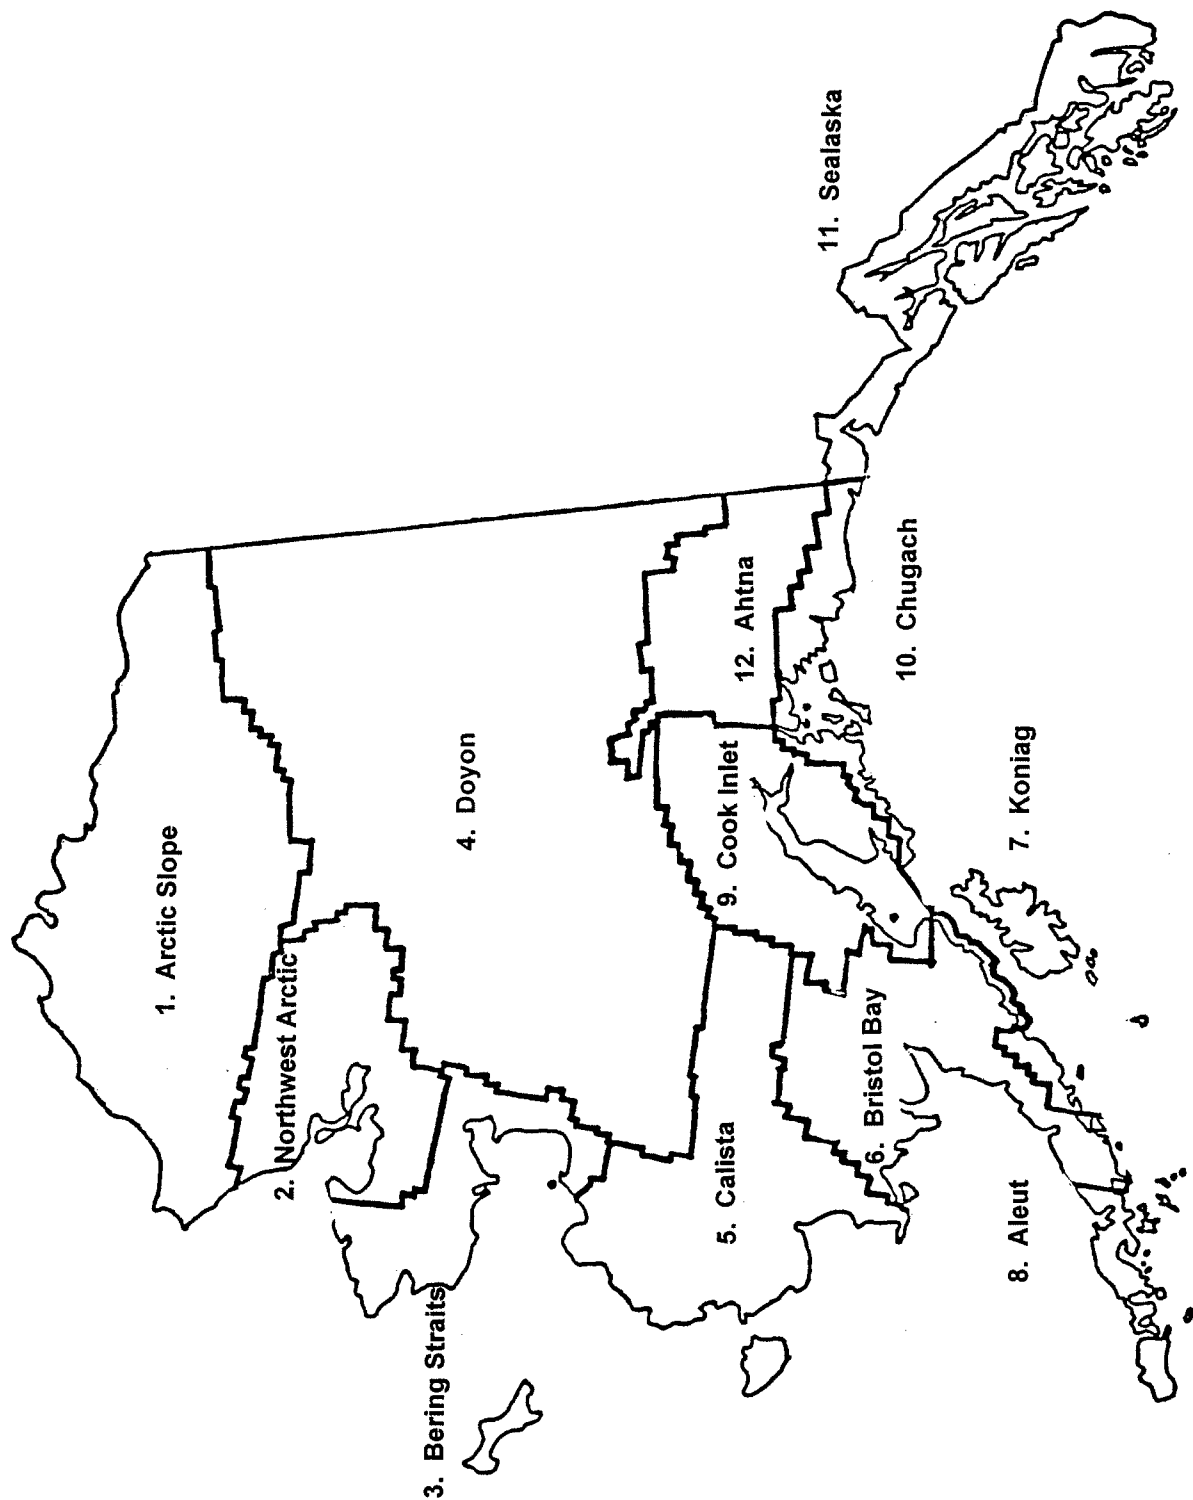 1. Arctic Slope
2. Northwest Arctic
3. Bering Straits
4. Doyon
5. Calista
6. Bristol Bay
7. Koniag
8. Aleut
9. Cook Inlet
10. Chugach
11. Sealaska
12. Ahtna